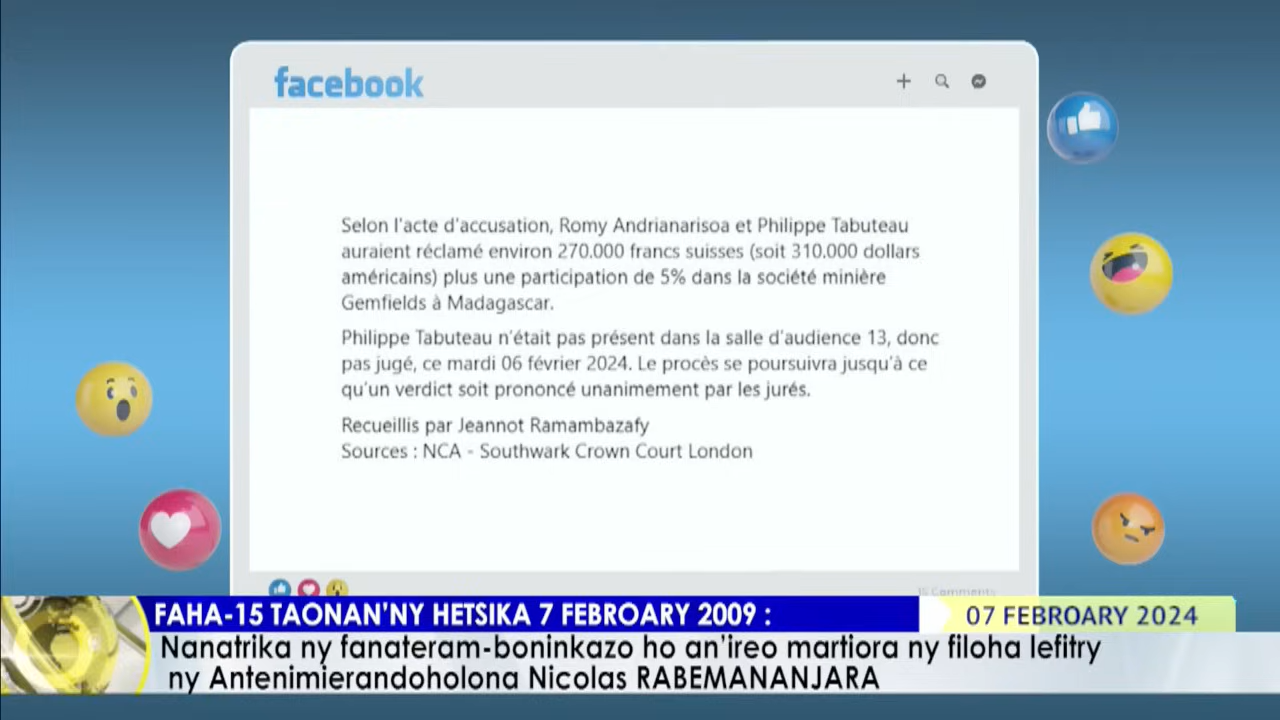 facebook
Selon l'acte d'accusation, Romy Andrianarisoa et Philippe Tabuteau
auraient réclamé environ 270.000 francs suisses (soit 310.000 dollars
américains) plus une participation de 5% dans la société minière
Gemfields à Madagascar.
Philippe Tabuteau n'était pas présent dans la salle d'audience 13, donc
pas jugé, ce mardi 06 février 2024. Le procès se poursuivra jusqu'à ce
qu'un verdict soit prononcé unanimement par les jurés.
Recueillis par Jeannot Ramambazafy
Sources : NCA - Southwark Crown Court London
Comments
FAHA-15 TAONAN'NY HETSIKA 7 FEBROARY 2009 :
07 FEBROARY 2024
Nanatrika ny fanateram-boninkazo ho an'ireo martiora ny filoha lefitry
ny Antenimierandoholona Nicolas RABEMANANJARA